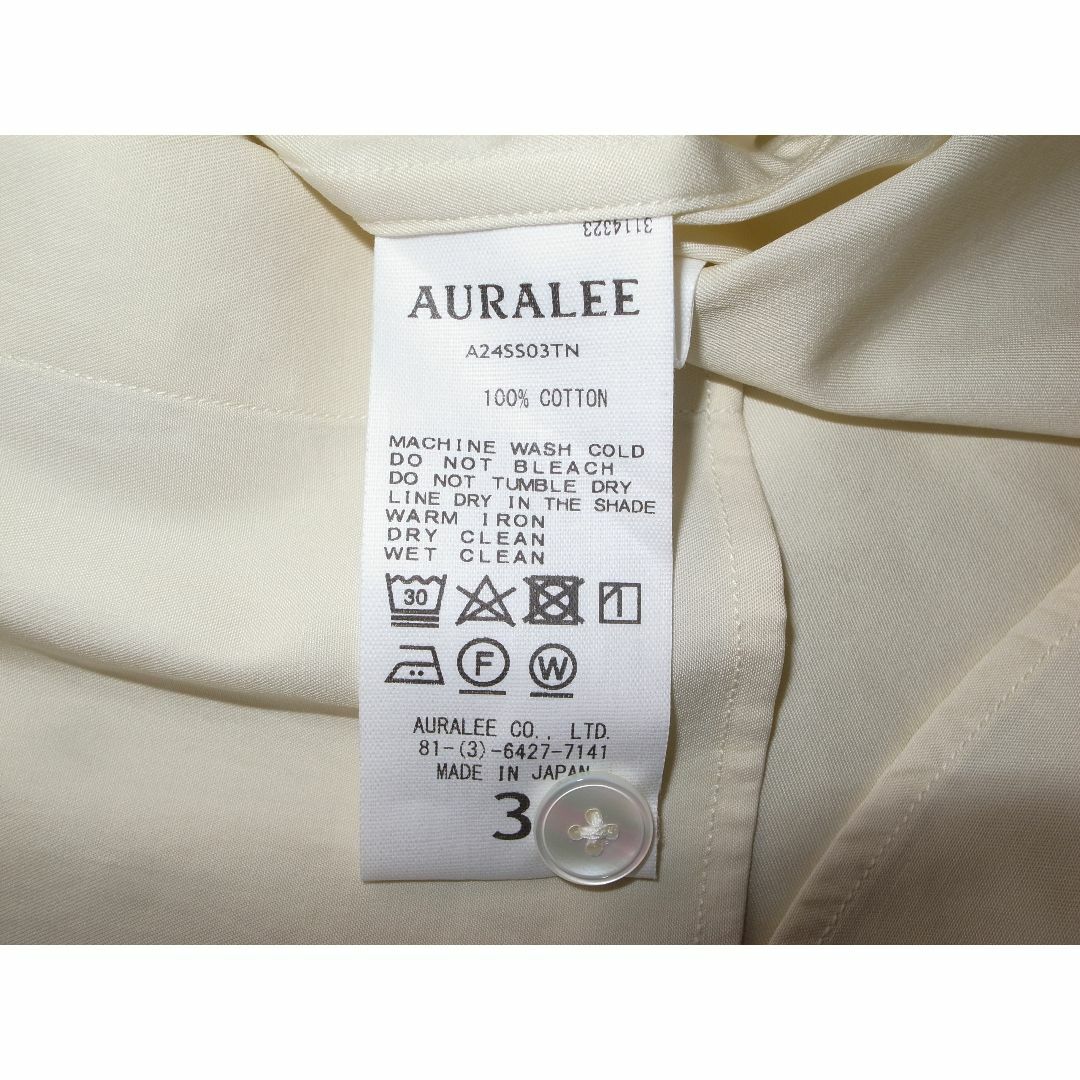 3114323
AURALEE
A24SS03TN
100% COTTON
MACHINE WASH COLD
DO NOT BLEACH
DO NOT TUMBLE DRY
LINE DRY IN THE SHADE
WARM IRON
DRY CLEAN
WET CLEAN
30
F W
AURALEE CO., LTD.
81-(3)-6427-7141
MADE IN JAPAN
3